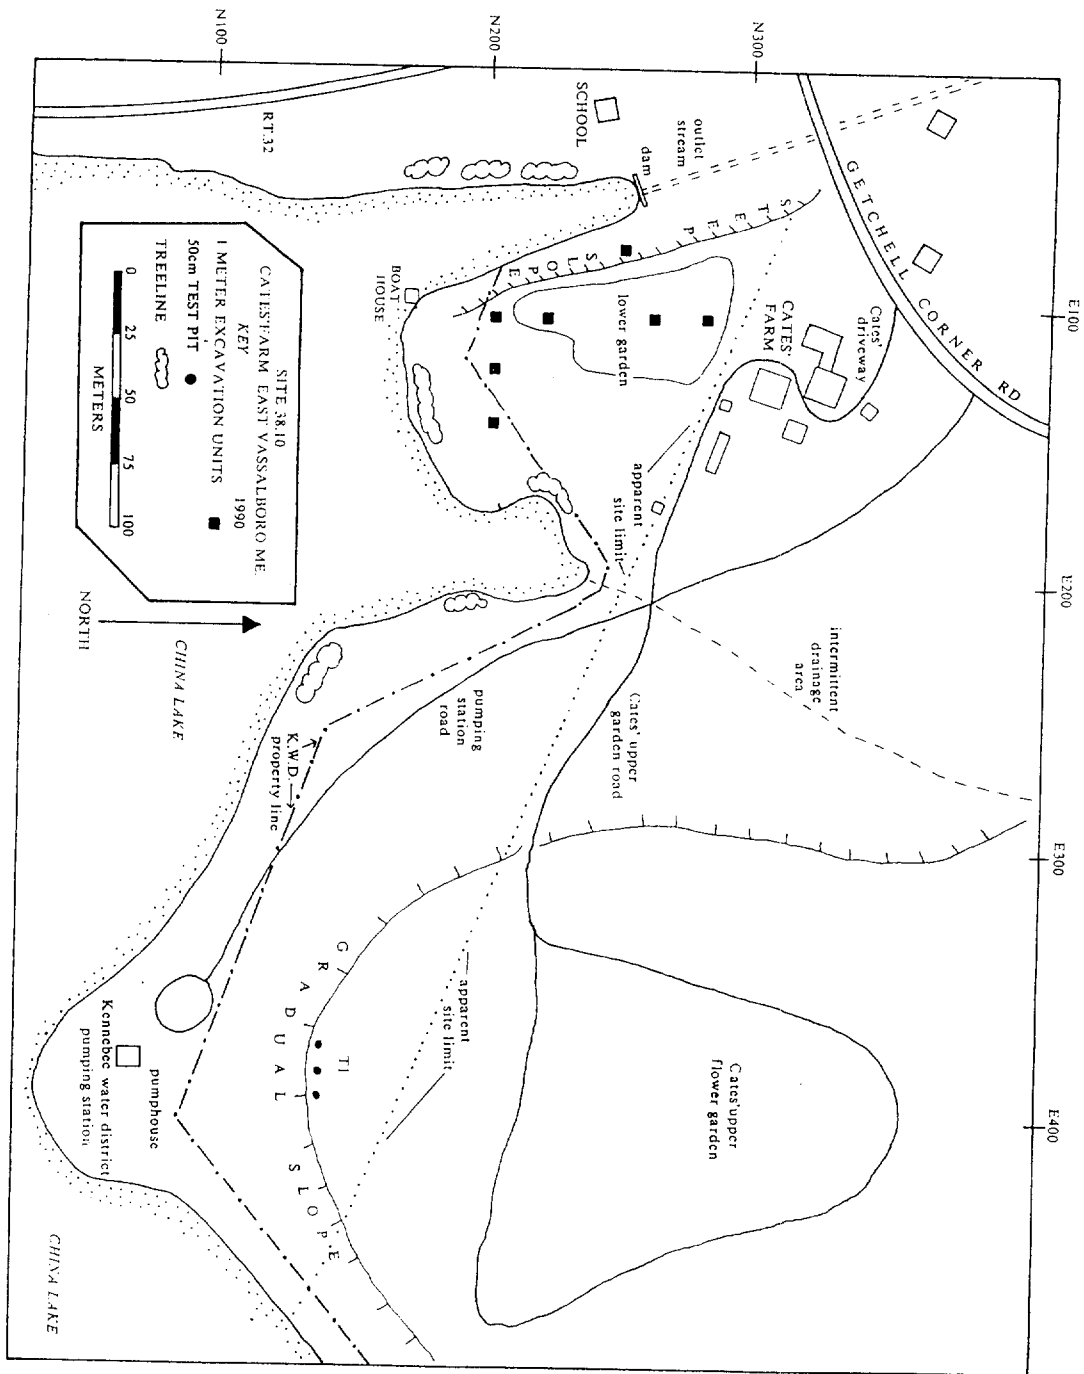 N300
N200
N100
E100
E200
E300
E400
GETCHELL CORNER RD
outlet
stream
SCHOOL
dam
STEEP
SLOPE
RT.32
Cates'
driveway
CATES'
FARM
lower garden
BOAT
HOUSE
apparent
site limit
intermittent
drainage
area
Cates' upper
garden road
pumping
station
road
K.W.D.
property line
Cates' upper
flower garden
apparent
site limit
GRADUAL SLOPE
T1
pumphouse
Kennebec water district
pumping station
CHINA LAKE
CHINA LAKE
SITE 38.10
CATES' FARM EAST VASSALBORO ME.
KEY
1990
1 METER EXCAVATION UNITS
50cm TEST PIT
TREELINE
0 25 50 75 100
METERS
NORTH